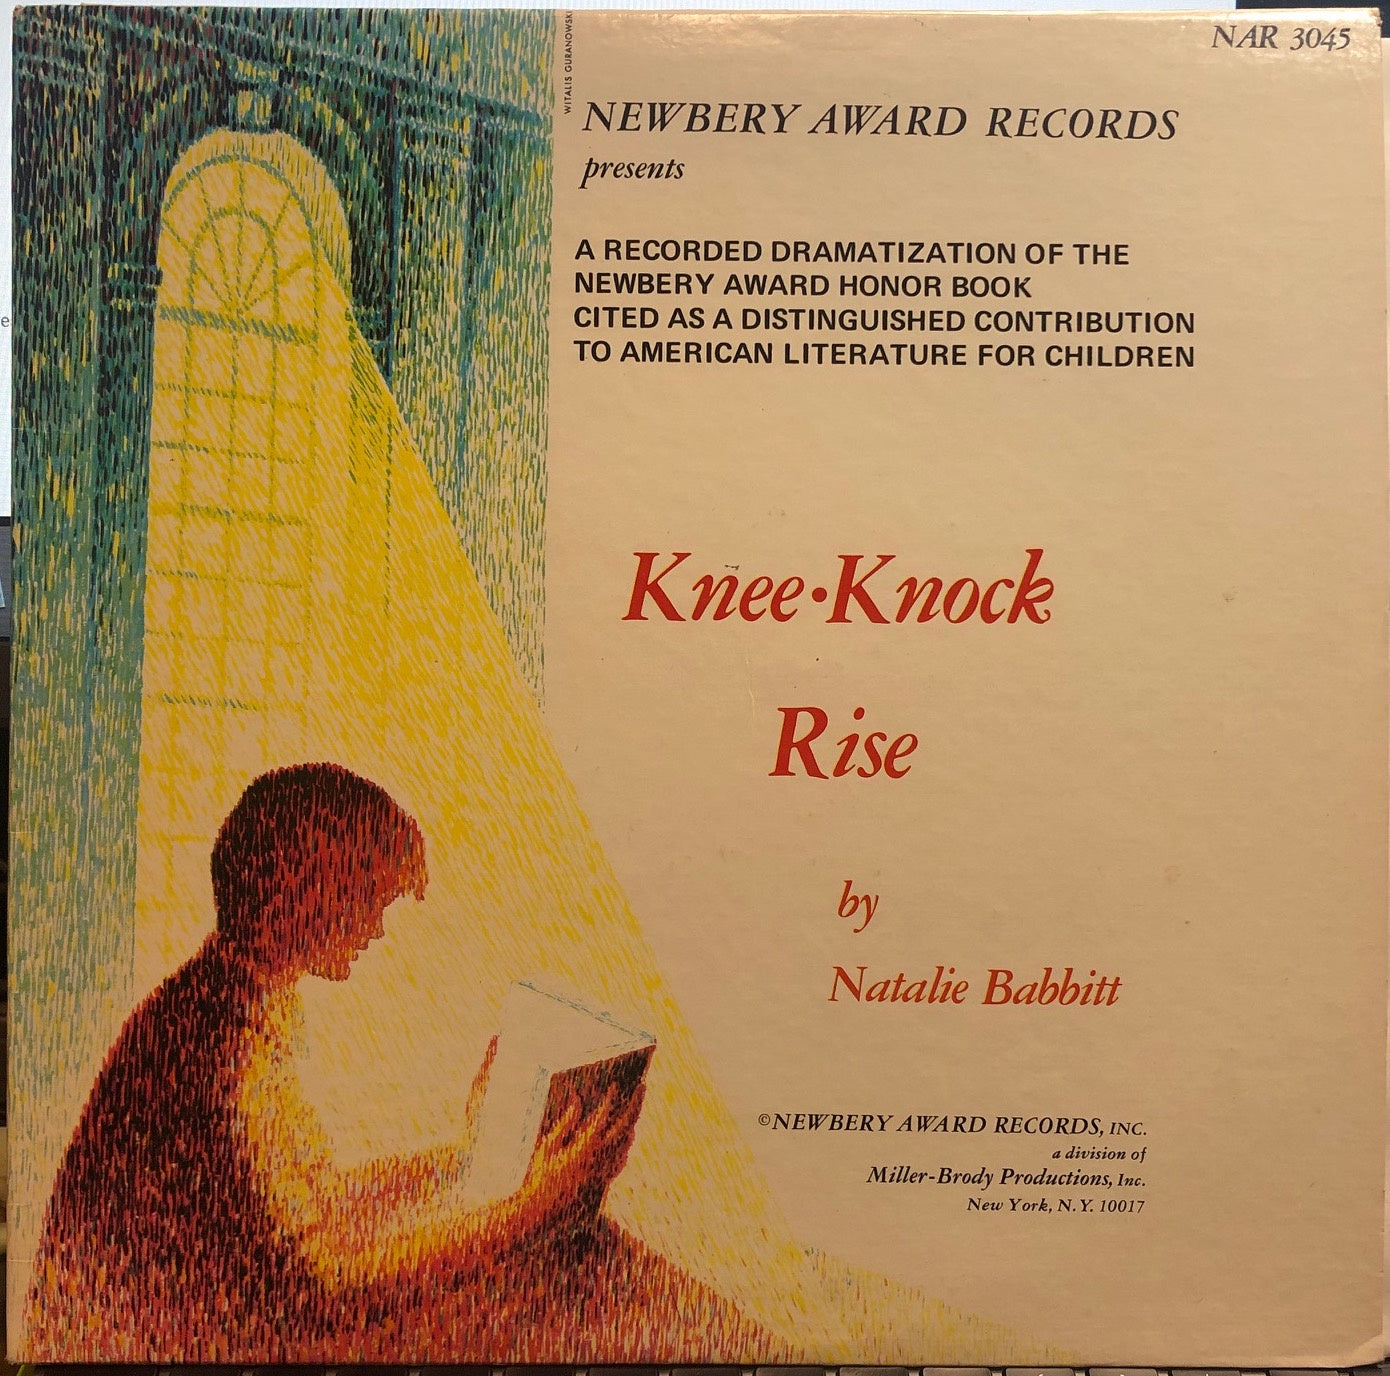 NAR 3045
WITALIS GURANOWSKI
NEWBERY AWARD RECORDS
presents
A RECORDED DRAMATIZATION OF THE
NEWBERY AWARD HONOR BOOK
CITED AS A DISTINGUISHED CONTRIBUTION
TO AMERICAN LITERATURE FOR CHILDREN
Knee·Knock
Rise
by
Natalie Babbitt
©NEWBERY AWARD RECORDS, INC.
a division of
Miller-Brody Productions, Inc.
New York, N.Y. 10017